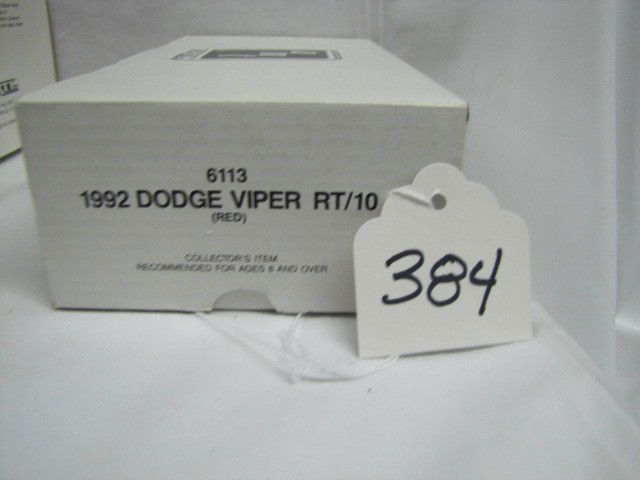 6113
1992 DODGE VIPER RT/10
(RED)
COLLECTOR'S ITEM
RECOMMENDED FOR AGES 8 AND OVER
384